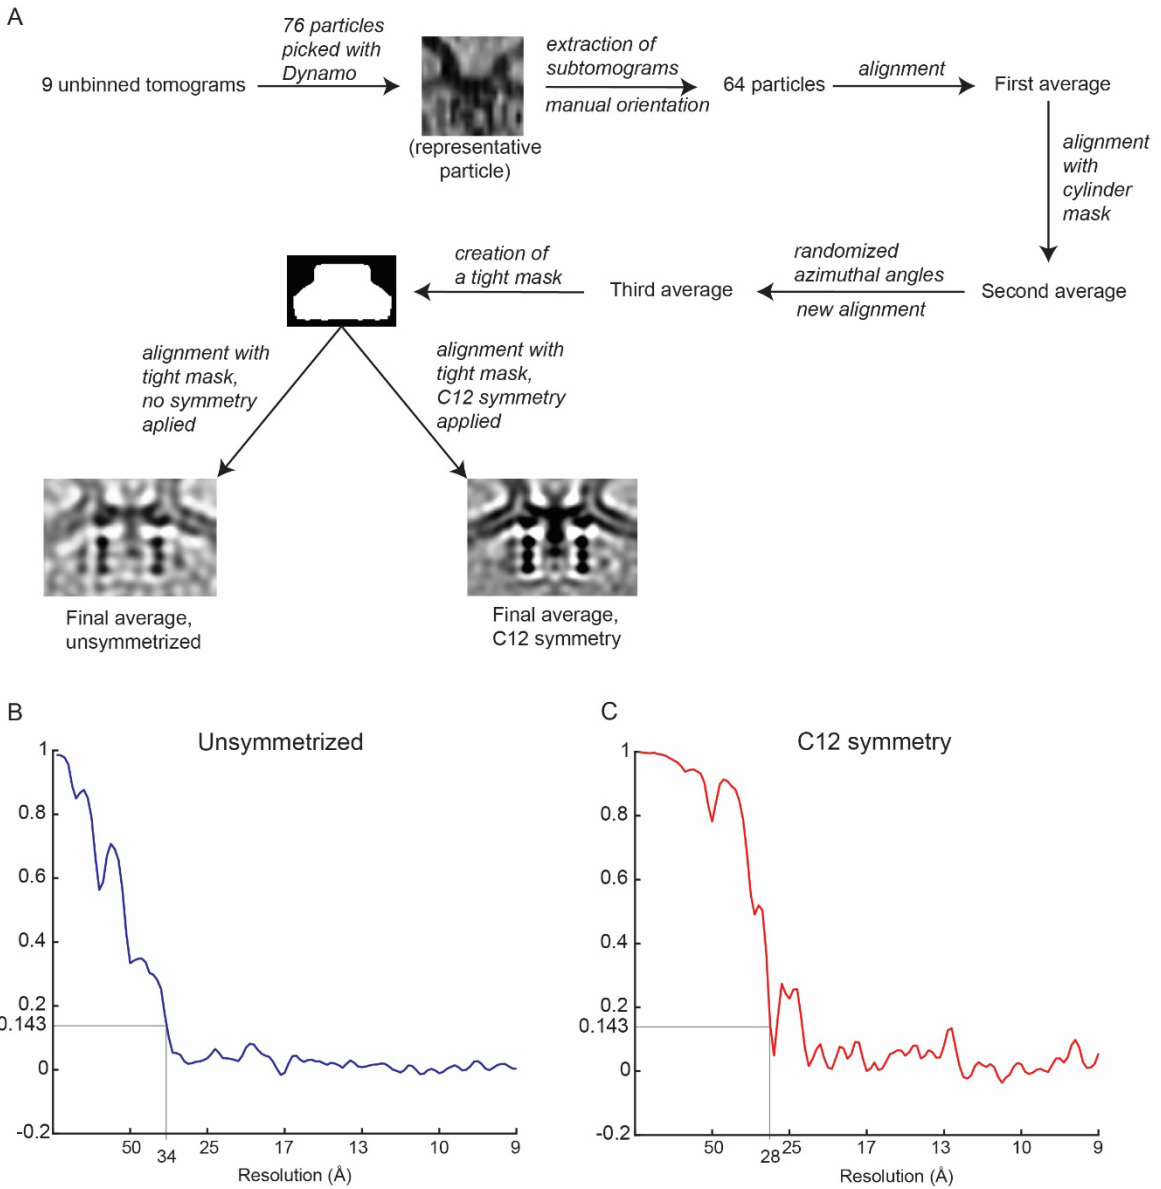 A
76 particles
picked with
Dynamo
extraction of
subtomograms
manual orientation
alignment
9 unbinned tomograms
64 particles
First average
(representative
particle)
alignment
with
cylinder
mask
creation of
a tight mask
randomized
azimuthal angles
new alignment
Third average
Second average
alignment with
tight mask,
no symmetry
aplied
alignment with
tight mask,
C12 symmetry
applied
Final average,
unsymmetrized
Final average,
C12 symmetry
B
Unsymmetrized
1
0.8
0.6
0.4
0.2
0.143
0
-0.2
50
34
25
17
13
10
9
Resolution (Å)
C
C12 symmetry
1
0.8
0.6
0.4
0.2
0.143
0
-0.2
50
28
25
17
13
10
9
Resolution (Å)